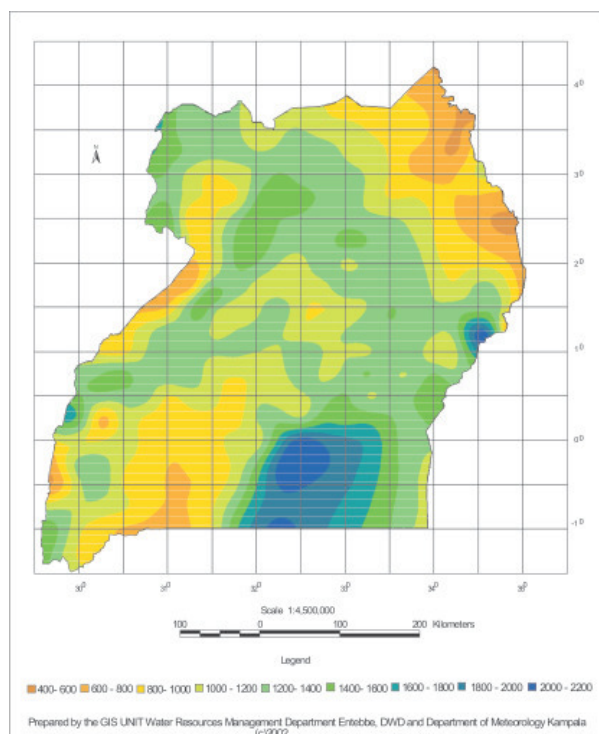 N
4⁰
3⁰
2⁰
1⁰
0⁰
-1⁰
30⁰ 31⁰ 32⁰ 33⁰ 34⁰ 35⁰
Scale 1:4,500,000
100 0 100 200 Kilometers
Legend
400- 600 600 - 800 800- 1000 1000 - 1200 1200- 1400 1400- 1600 1600 - 1800 1800 - 2000 2000 - 2200
Prepared by the GIS UNIT Water Resources Management Department Entebbe, DWD and Department of Meteorology Kampala
(c)2002